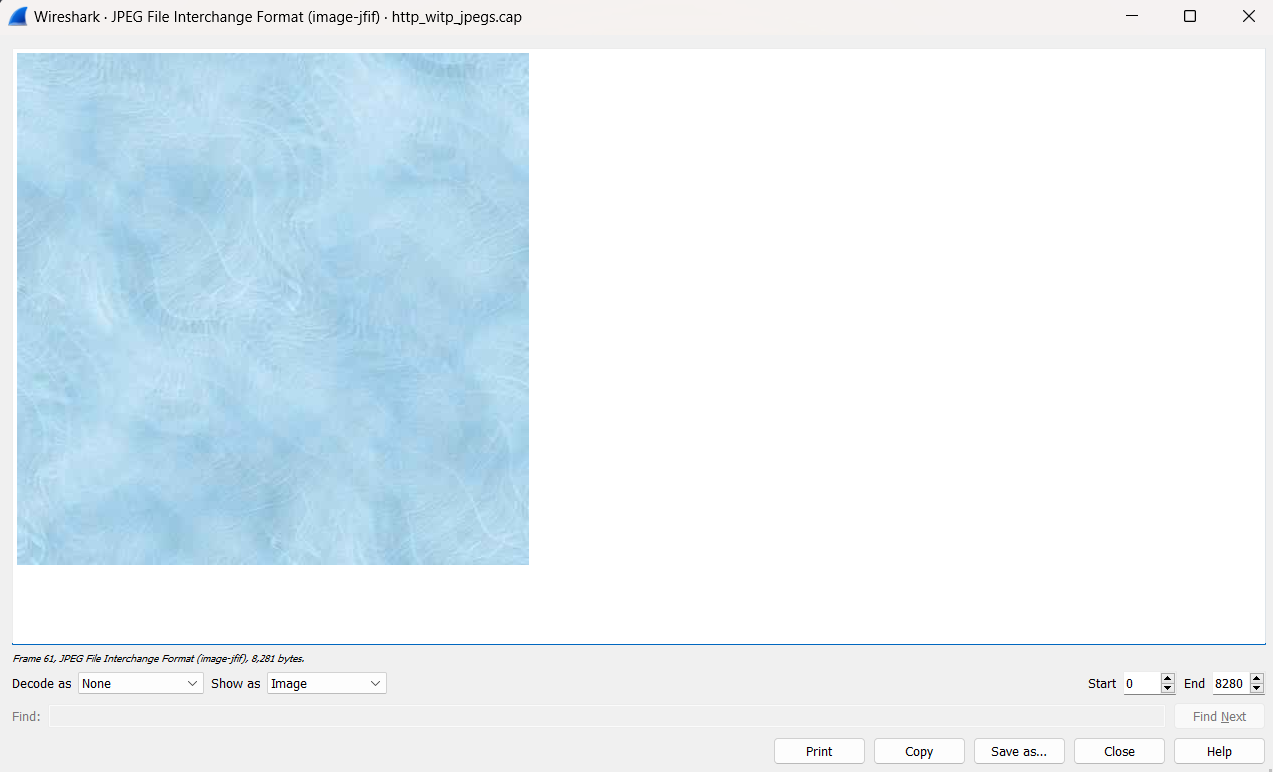 Wireshark · JPEG File Interchange Format (image-jfif) · http_witp_jpegs.cap
Frame 61, JPEG File Interchange Format (image-jfif), 8,281 bytes.
Decode as None Show as Image Start 0 End 8280
Find: Find Next
Print Copy Save as... Close Help